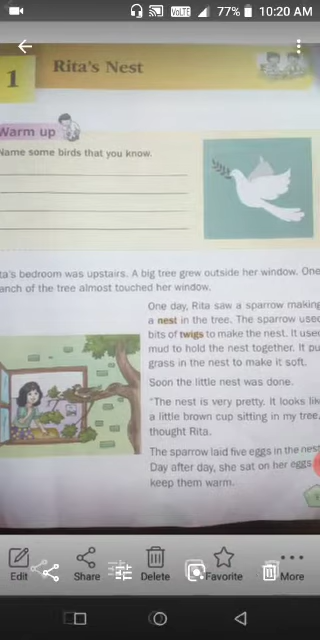 VoLTE 77% 10:20 AM
1 Rita's Nest
Warm up
Name some birds that you know.
bedroom was upstairs. A big tree grew outside her window. One
of the tree almost touched her window.
One day, Rita saw a sparrow making
a nest in the tree. The sparrow used
bits of twigs to make the nest. It used
mud to hold the nest together. It
grass in the nest to make it soft.
Soon the little nest was done.
"The nest is very pretty. It looks
a little brown cup sitting in my tree,
thought Rita.
The sparrow laid five eggs in the nest
Day after day, she sat on her eggs
keep them warm.
Edit Share Delete Favorite More